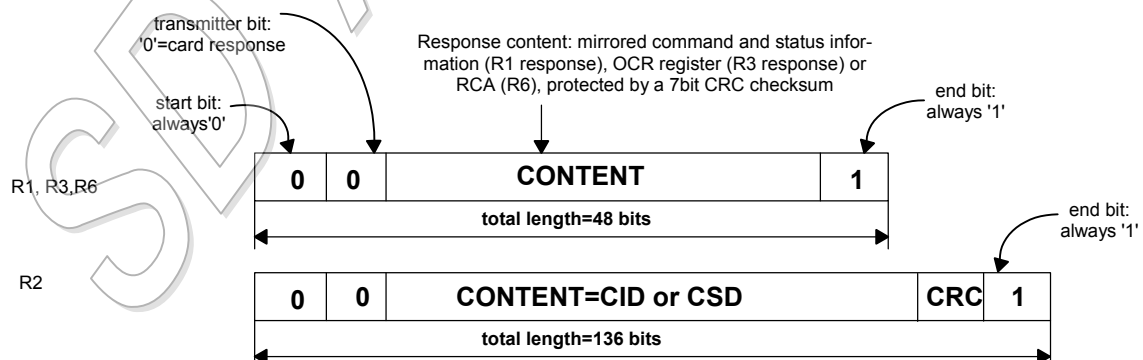 transmitter bit:
'0'=card response
Response content: mirrored command and status infor-
mation (R1 response), OCR register (R3 response) or
RCA (R6), protected by a 7bit CRC checksum
start bit:
always'0'
end bit:
always '1'
R1, R3,R6
0 0 CONTENT 1
total length=48 bits
end bit:
always '1'
R2
0 0 CONTENT=CID or CSD CRC 1
total length=136 bits